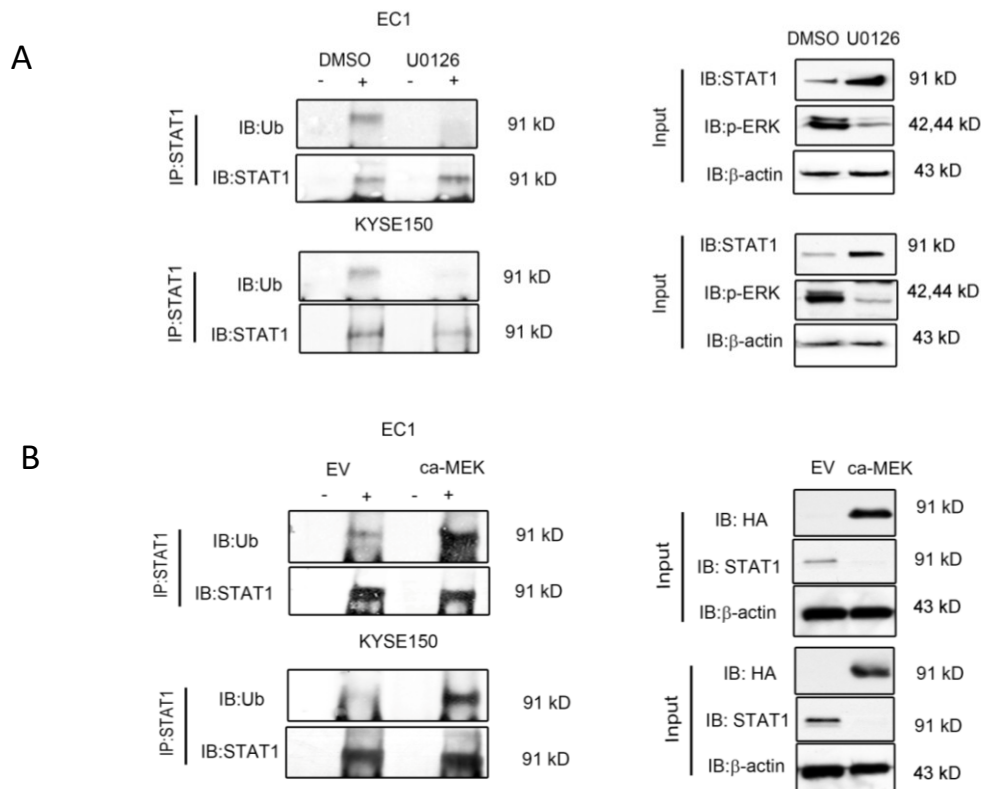 A
EC1
DMSO U0126
- + - +
IP:STAT1
IB:Ub 91 kD
IB:STAT1 91 kD
KYSE150
IP:STAT1
IB:Ub 91 kD
IB:STAT1 91 kD
DMSO U0126
Input
IB:STAT1 91 kD
IB:p-ERK 42,44 kD
IB:β-actin 43 kD
Input
IB:STAT1 91 kD
IB:p-ERK 42,44 kD
IB:β-actin 43 kD
B
EC1
EV ca-MEK
- + - +
IP:STAT1
IB:Ub 91 kD
IB:STAT1 91 kD
KYSE150
IP:STAT1
IB:Ub 91 kD
IB:STAT1 91 kD
EV ca-MEK
Input
IB: HA 91 kD
IB: STAT1 91 kD
IB:β-actin 43 kD
Input
IB: HA 91 kD
IB: STAT1 91 kD
IB:β-actin 43 kD